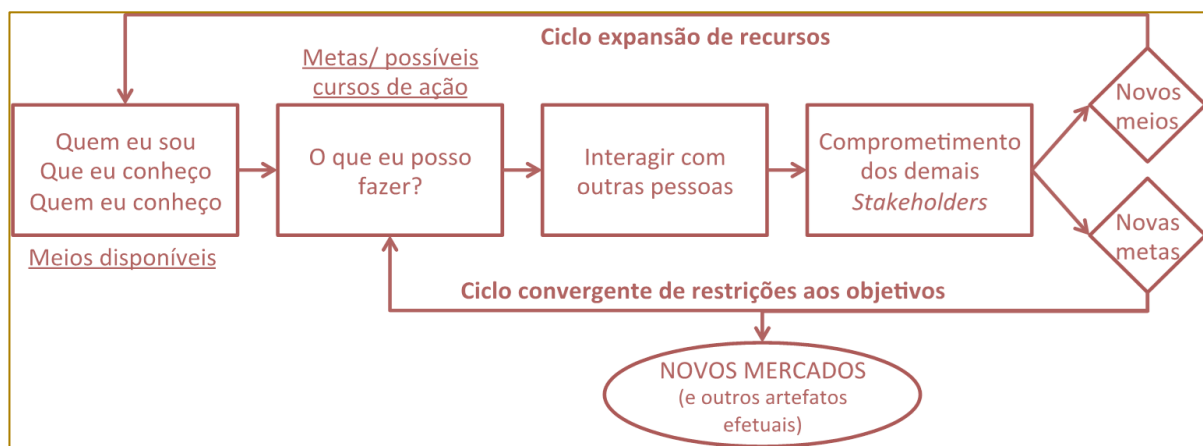 Ciclo expansão de recursos
Metas/ possíveis
cursos de ação
Quem eu sou
Que eu conheço
Quem eu conheço
Meios disponíveis
O que eu posso
fazer?
Interagir com
outras pessoas
Comprometimento
dos demais
Stakeholders
Novos
meios
Novas
metas
Ciclo convergente de restrições aos objetivos
NOVOS MERCADOS
(e outros artefatos
efetuais)